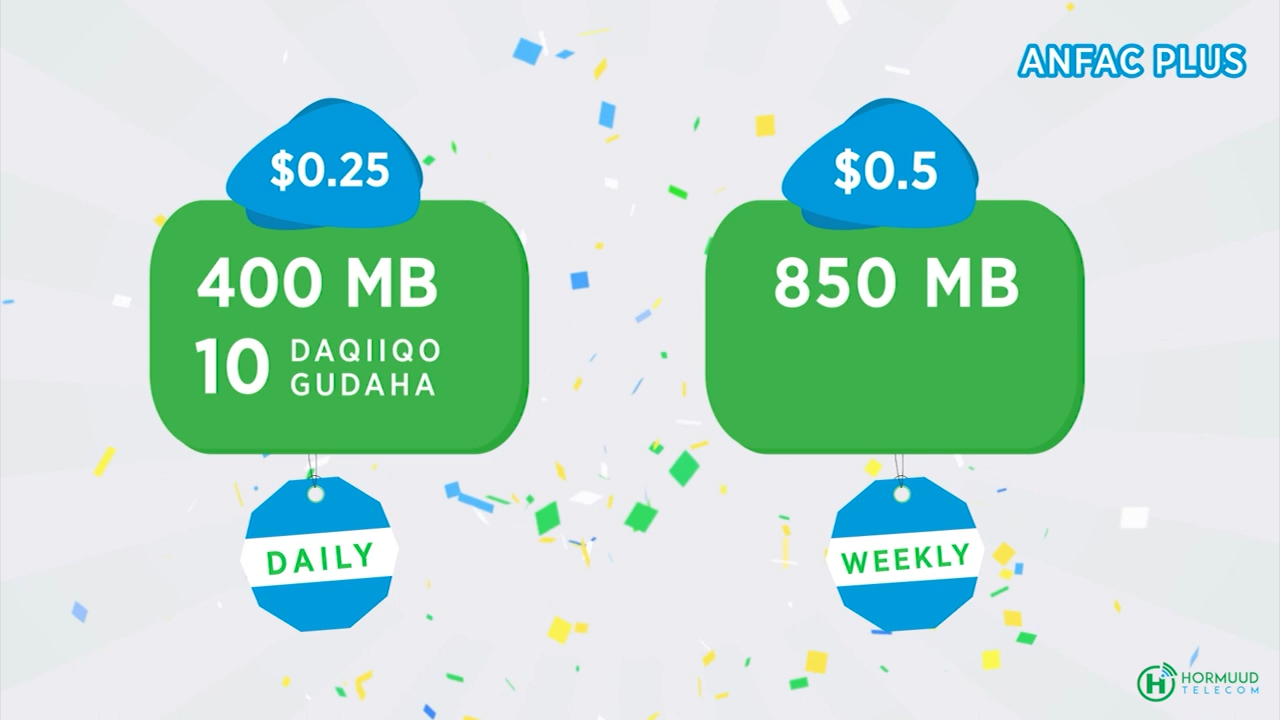 ANFAC PLUS
$0.25
400 MB
10 DAQIIQO
GUDAHA
DAILY
$0.5
850 MB
WEEKLY
HORMUUD
TELECOM